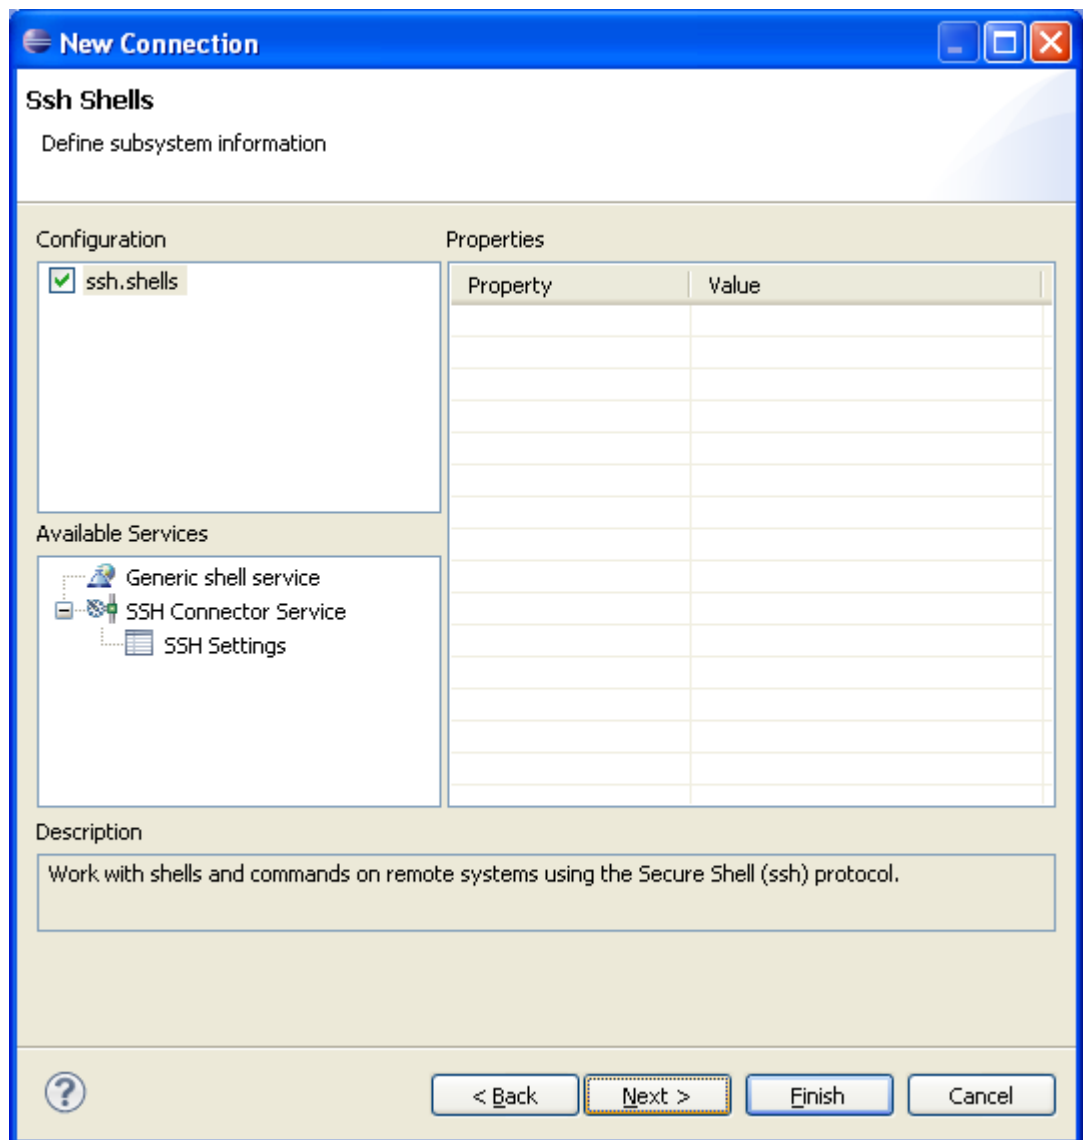 New Connection
Ssh Shells
Define subsystem information
Configuration
Properties
ssh.shells
Property Value
Available Services
Generic shell service
SSH Connector Service
SSH Settings
Description
Work with shells and commands on remote systems using the Secure Shell (ssh) protocol.
? < Back Next > Finish Cancel